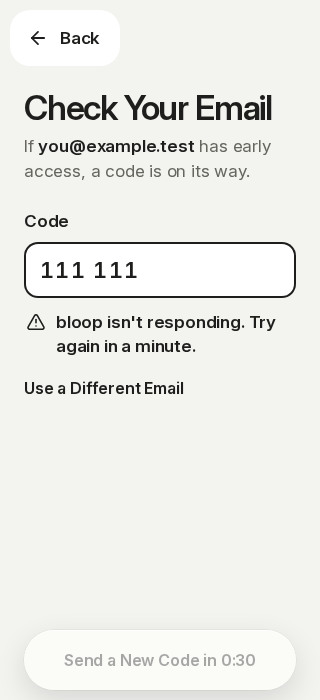 Back
Check Your Email
If you@example.test has early
access, a code is on its way.
Code
111 111
bloop isn't responding. Try
again in a minute.
Use a Different Email
Send a New Code in 0:30